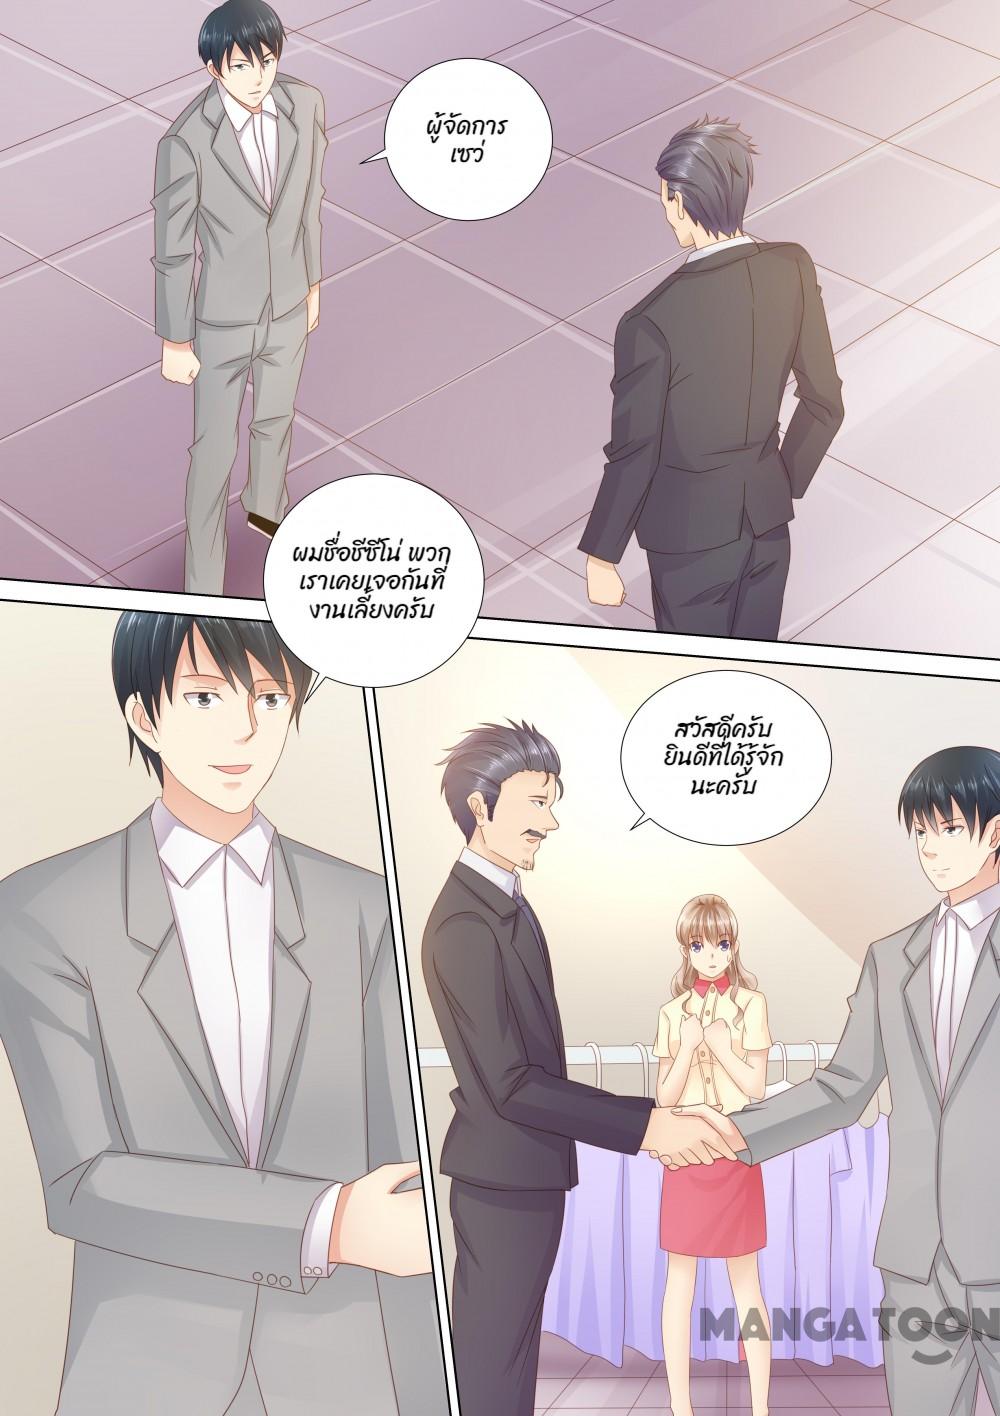 ผู้จัดการ
เซว่
ผมชื่อชีซีโน่ พวก
เราเคยเจอกันที่
งานเลี้ยงครับ
สวัสดีครับ
ยินดีที่ได้รู้จัก
นะครับ
MANGATOON